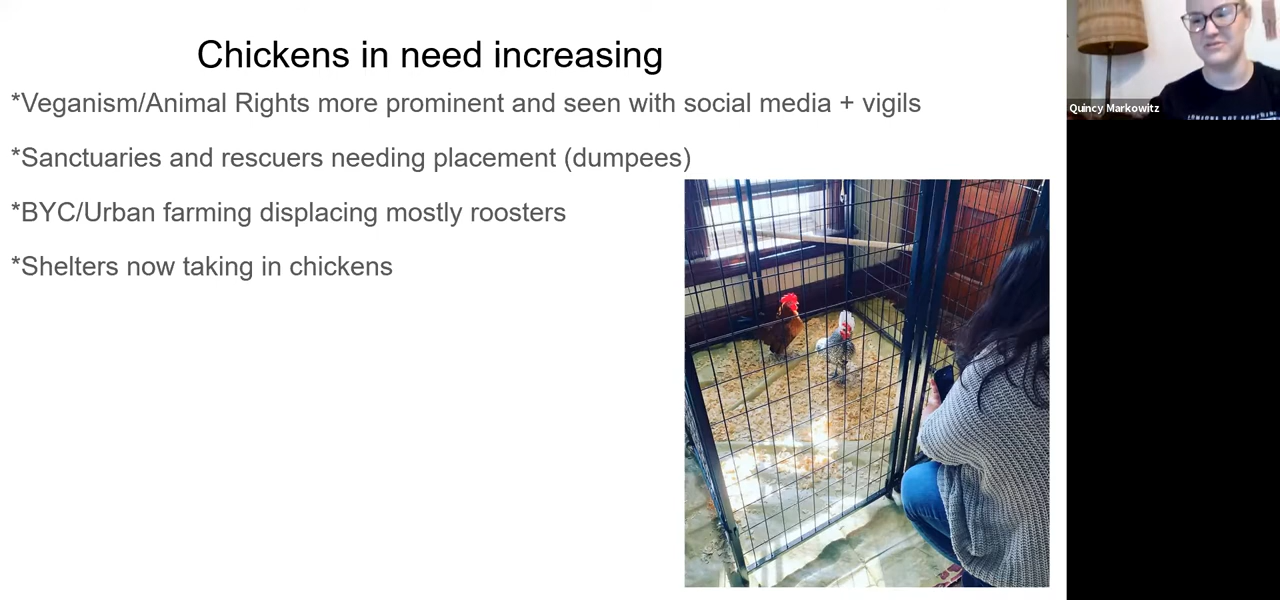 Chickens in need increasing
*Veganism/Animal Rights more prominent and seen with social media + vigils
*Sanctuaries and rescuers needing placement (dumpees)
*BYC/Urban farming displacing mostly roosters
*Shelters now taking in chickens
Quincy Markowitz